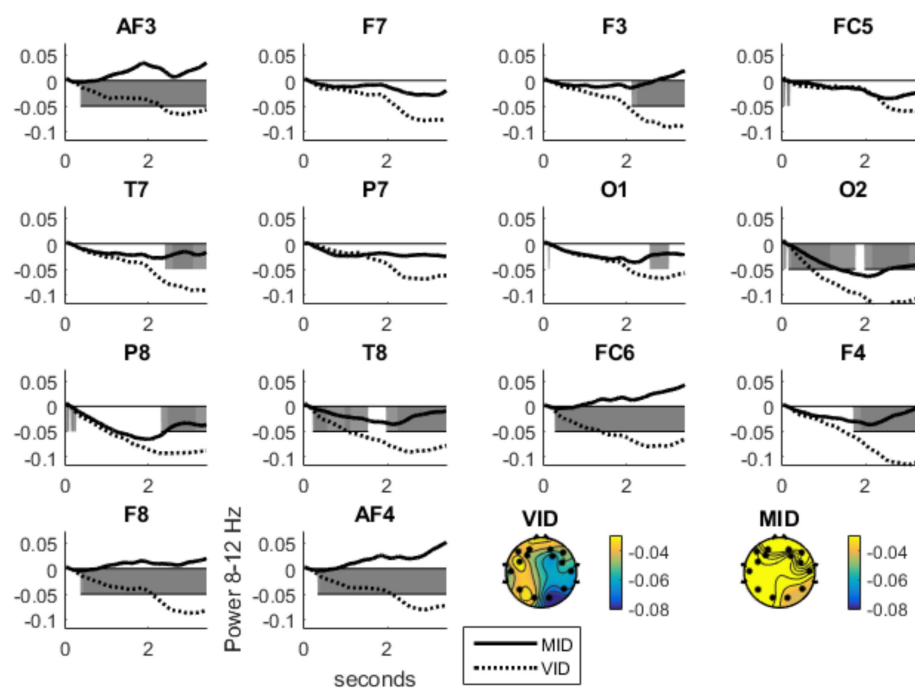 AF3 F7 F3 FC5
0.05 0.05 0.05 0.05
0 0 0 0
-0.05 -0.05 -0.05 -0.05
-0.1 -0.1 -0.1 -0.1
0 2 0 2 0 2 0 2
T7 P7 O1 O2
0.05 0.05 0.05 0.05
0 0 0 0
-0.05 -0.05 -0.05 -0.05
-0.1 -0.1 -0.1 -0.1
0 2 0 2 0 2 0 2
P8 T8 FC6 F4
0.05 0.05 0.05 0.05
0 0 0 0
-0.05 -0.05 -0.05 -0.05
-0.1 -0.1 -0.1 -0.1
0 2 0 2 0 2 0 2
F8 AF4 VID MID
0.05 0.05 -0.04 -0.04
0 0
-0.05 -0.05 -0.06 -0.06
-0.1 -0.1 -0.08 -0.08
0 2 0 2
Power 8-12 Hz
seconds
MID
VID